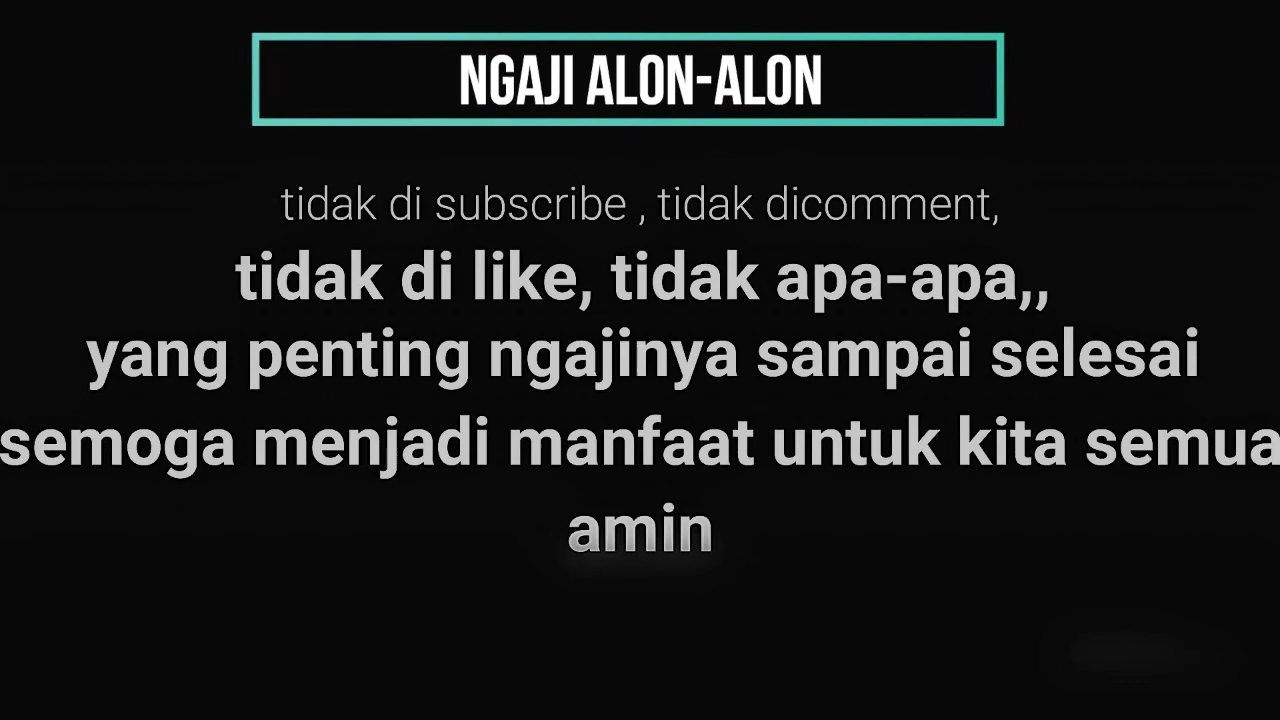 NGAJI ALON-ALON
tidak di subscribe , tidak dicomment,
tidak di like, tidak apa-apa,,
yang penting ngajinya sampai selesai
semoga menjadi manfaat untuk kita semua
amin